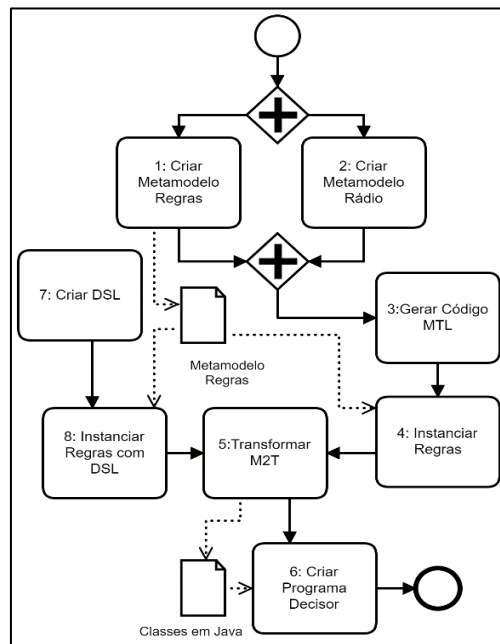 1: Criar
Metamodelo
Regras
2: Criar
Metamodelo
Rádio
7: Criar DSL
3:Gerar Código
MTL
Metamodelo
Regras
8: Instanciar
Regras com
DSL
5:Transformar
M2T
4: Instanciar
Regras
6: Criar
Programa
Decisor
Classes em Java